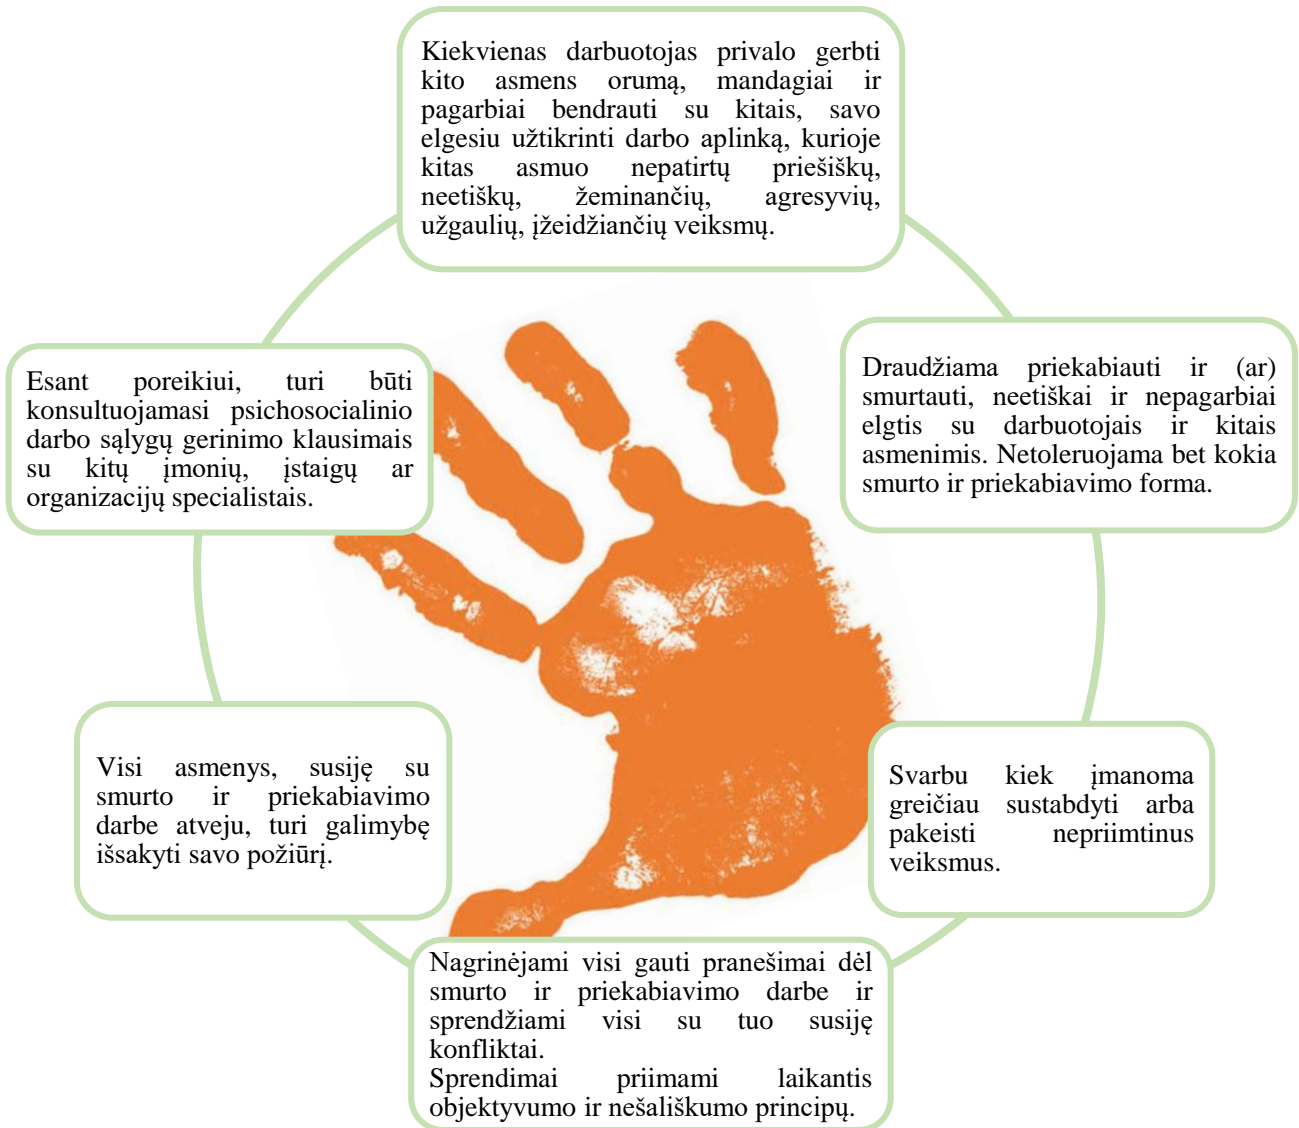 Kiekvienas darbuotojas privalo gerbti
kito asmens orumą, mandagiai ir
pagarbiai bendrauti su kitais, savo
elgesiu užtikrinti darbo aplinką, kurioje
kitas asmuo nepatirtų priešiškų,
neetiškų, žeminančių, agresyvių,
užgaulių, įžeidžiančių veiksmų.
Draudžiama priekabiauti ir (ar)
smurtauti, neetiškai ir nepagarbiai
elgtis su darbuotojais ir kitais
asmenimis. Netoleruojama bet kokia
smurto ir priekabiavimo forma.
Svarbu kiek įmanoma
greičiau sustabdyti arba
pakeisti nepriimtinus
veiksmus.
Nagrinėjami visi gauti pranešimai dėl
smurto ir priekabiavimo darbe ir
sprendžiami visi su tuo susiję
konfliktai.
Sprendimai priimami laikantis
objektyvumo ir nešališkumo principų.
Visi asmenys, susiję su
smurto ir priekabiavimo
darbe atveju, turi galimybę
išsakyti savo požiūrį.
Esant poreikiui, turi būti
konsultuojamasi psichosocialinio
darbo sąlygų gerinimo klausimais
su kitų įmonių, įstaigų ar
organizacijų specialistais.